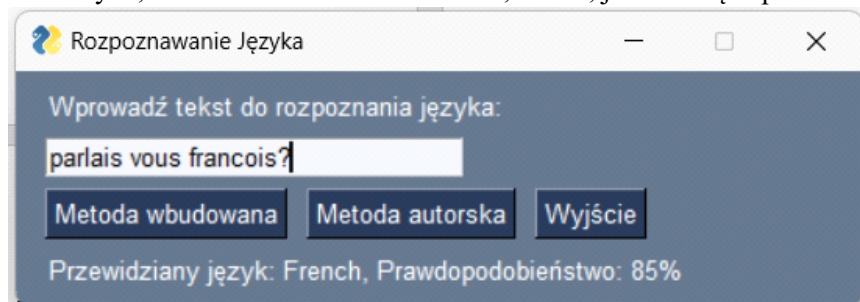 Rozpoznawanie Języka
Wprowadź tekst do rozpoznania języka:
parlais vous francois?
Metoda wbudowana Metoda autorska Wyjście
Przewidziany język: French, Prawdopodobieństwo: 85%